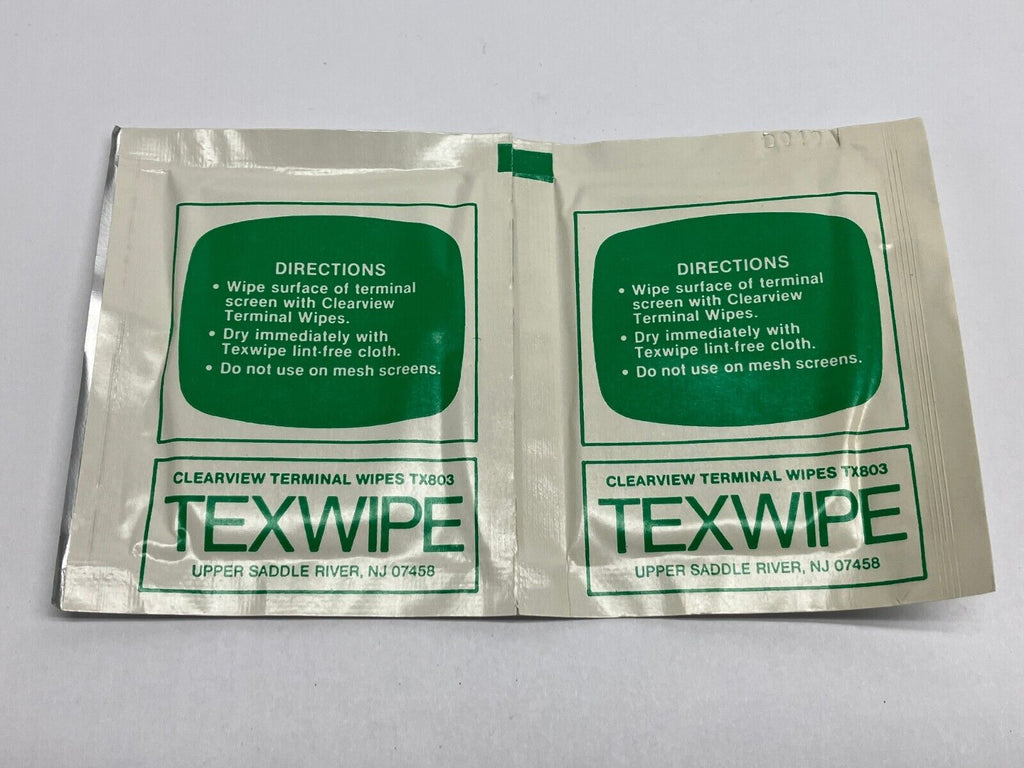 DIRECTIONS
• Wipe surface of terminal
screen with Clearview
Terminal Wipes.
• Dry immediately with
Texwipe lint-free cloth.
• Do not use on mesh screens.
CLEARVIEW TERMINAL WIPES TX803
TEXWIPE
UPPER SADDLE RIVER, NJ 07458
DIRECTIONS
• Wipe surface of terminal
screen with Clearview
Terminal Wipes.
• Dry immediately with
Texwipe lint-free cloth.
• Do not use on mesh screens.
CLEARVIEW TERMINAL WIPES TX803
TEXWIPE
UPPER SADDLE RIVER, NJ 07458